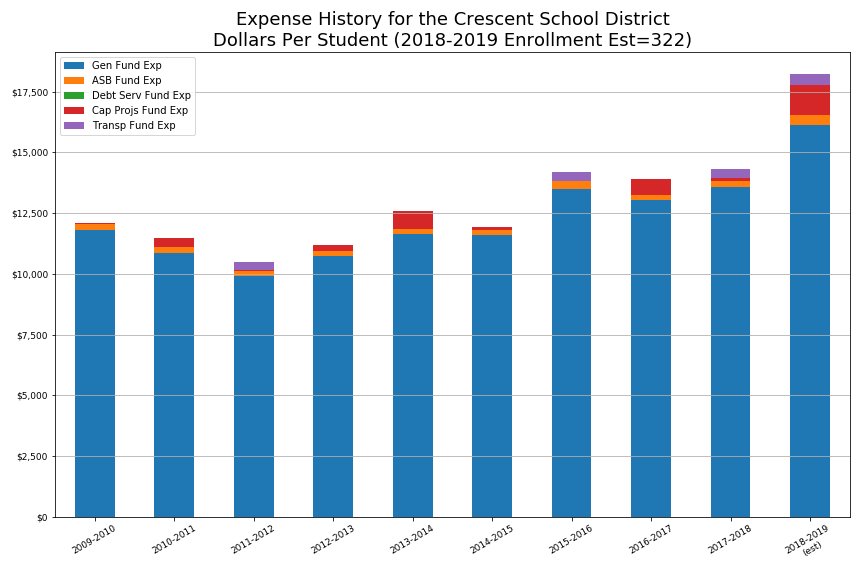 Expense History for the Crescent School District
Dollars Per Student (2018-2019 Enrollment Est=322)
Gen Fund Exp
ASB Fund Exp
Debt Serv Fund Exp
Cap Projs Fund Exp
Transp Fund Exp
$17,500
$15,000
$12,500
$10,000
$7,500
$5,000
$2,500
$0
2009-2010
2010-2011
2011-2012
2012-2013
2013-2014
2014-2015
2015-2016
2016-2017
2017-2018
2018-2019
(est)